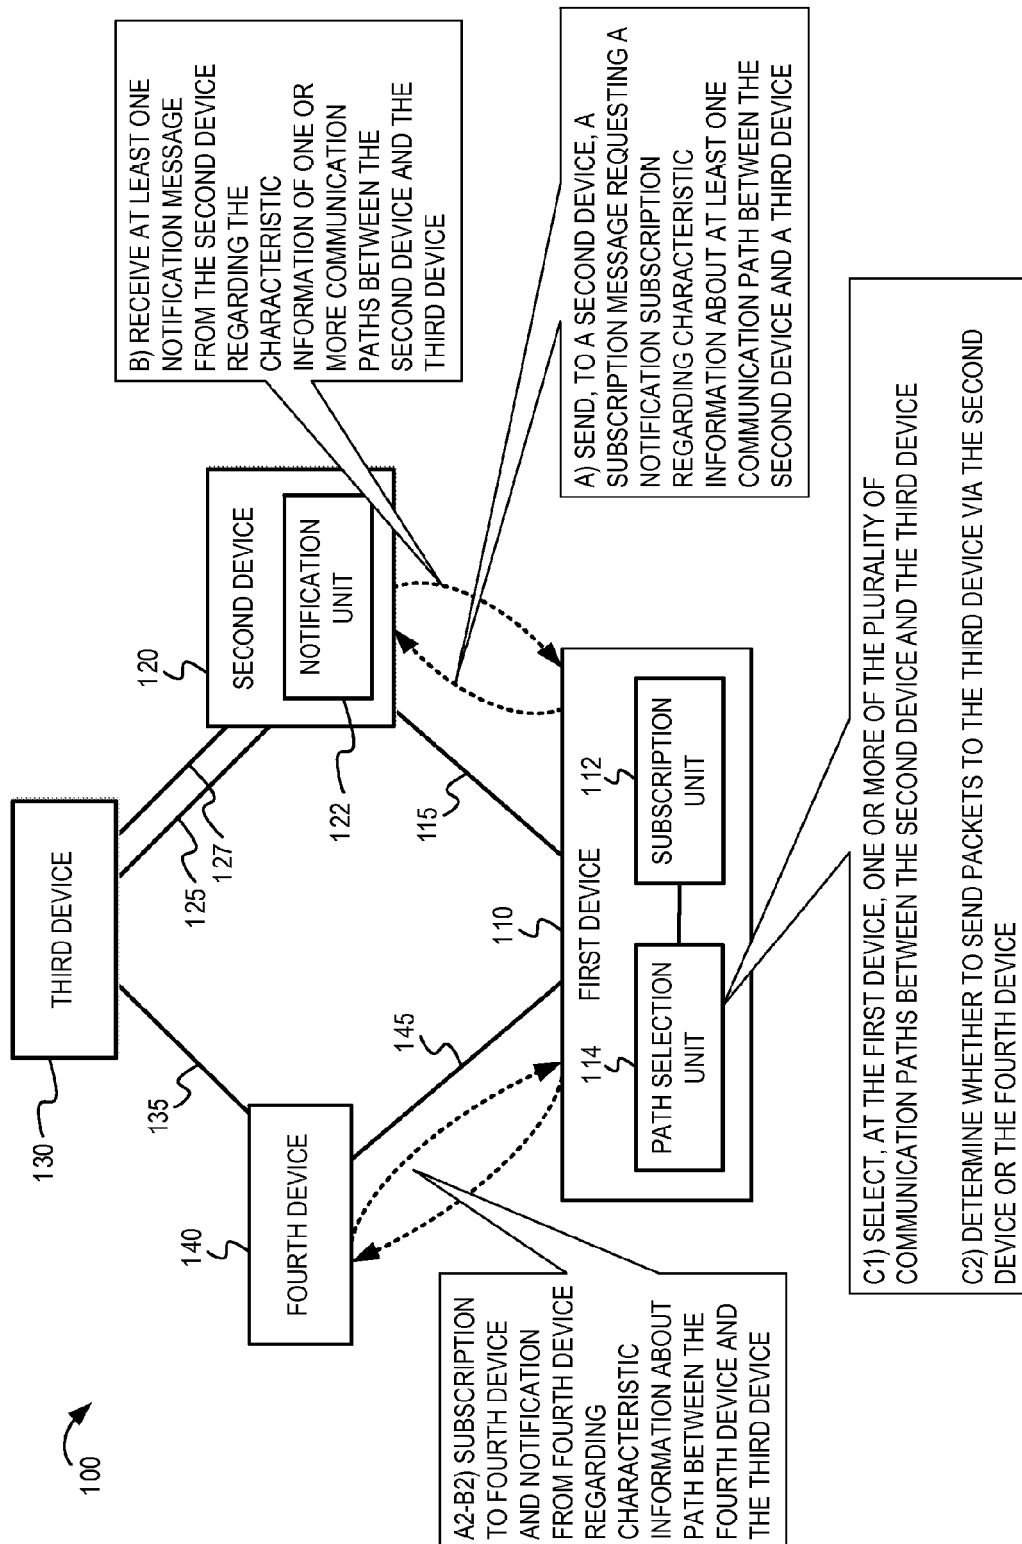 100
THIRD DEVICE
130
135
125
127
120
SECOND DEVICE
NOTIFICATION
UNIT
122
B) RECEIVE AT LEAST ONE
NOTIFICATION MESSAGE
FROM THE SECOND DEVICE
REGARDING THE
CHARACTERISTIC
INFORMATION OF ONE OR
MORE COMMUNICATION
PATHS BETWEEN THE
SECOND DEVICE AND THE
THIRD DEVICE
140
FOURTH DEVICE
145
115
A2-B2) SUBSCRIPTION
TO FOURTH DEVICE
AND NOTIFICATION
FROM FOURTH DEVICE
REGARDING
CHARACTERISTIC
INFORMATION ABOUT
PATH BETWEEN THE
FOURTH DEVICE AND
THE THIRD DEVICE
110
FIRST DEVICE
114
PATH SELECTION
UNIT
112
SUBSCRIPTION
UNIT
A) SEND, TO A SECOND DEVICE, A
SUBSCRIPTION MESSAGE REQUESTING A
NOTIFICATION SUBSCRIPTION
REGARDING CHARACTERISTIC
INFORMATION ABOUT AT LEAST ONE
COMMUNICATION PATH BETWEEN THE
SECOND DEVICE AND A THIRD DEVICE
C1) SELECT, AT THE FIRST DEVICE, ONE OR MORE OF THE PLURALITY OF
COMMUNICATION PATHS BETWEEN THE SECOND DEVICE AND THE THIRD DEVICE
C2) DETERMINE WHETHER TO SEND PACKETS TO THE THIRD DEVICE VIA THE SECOND
DEVICE OR THE FOURTH DEVICE